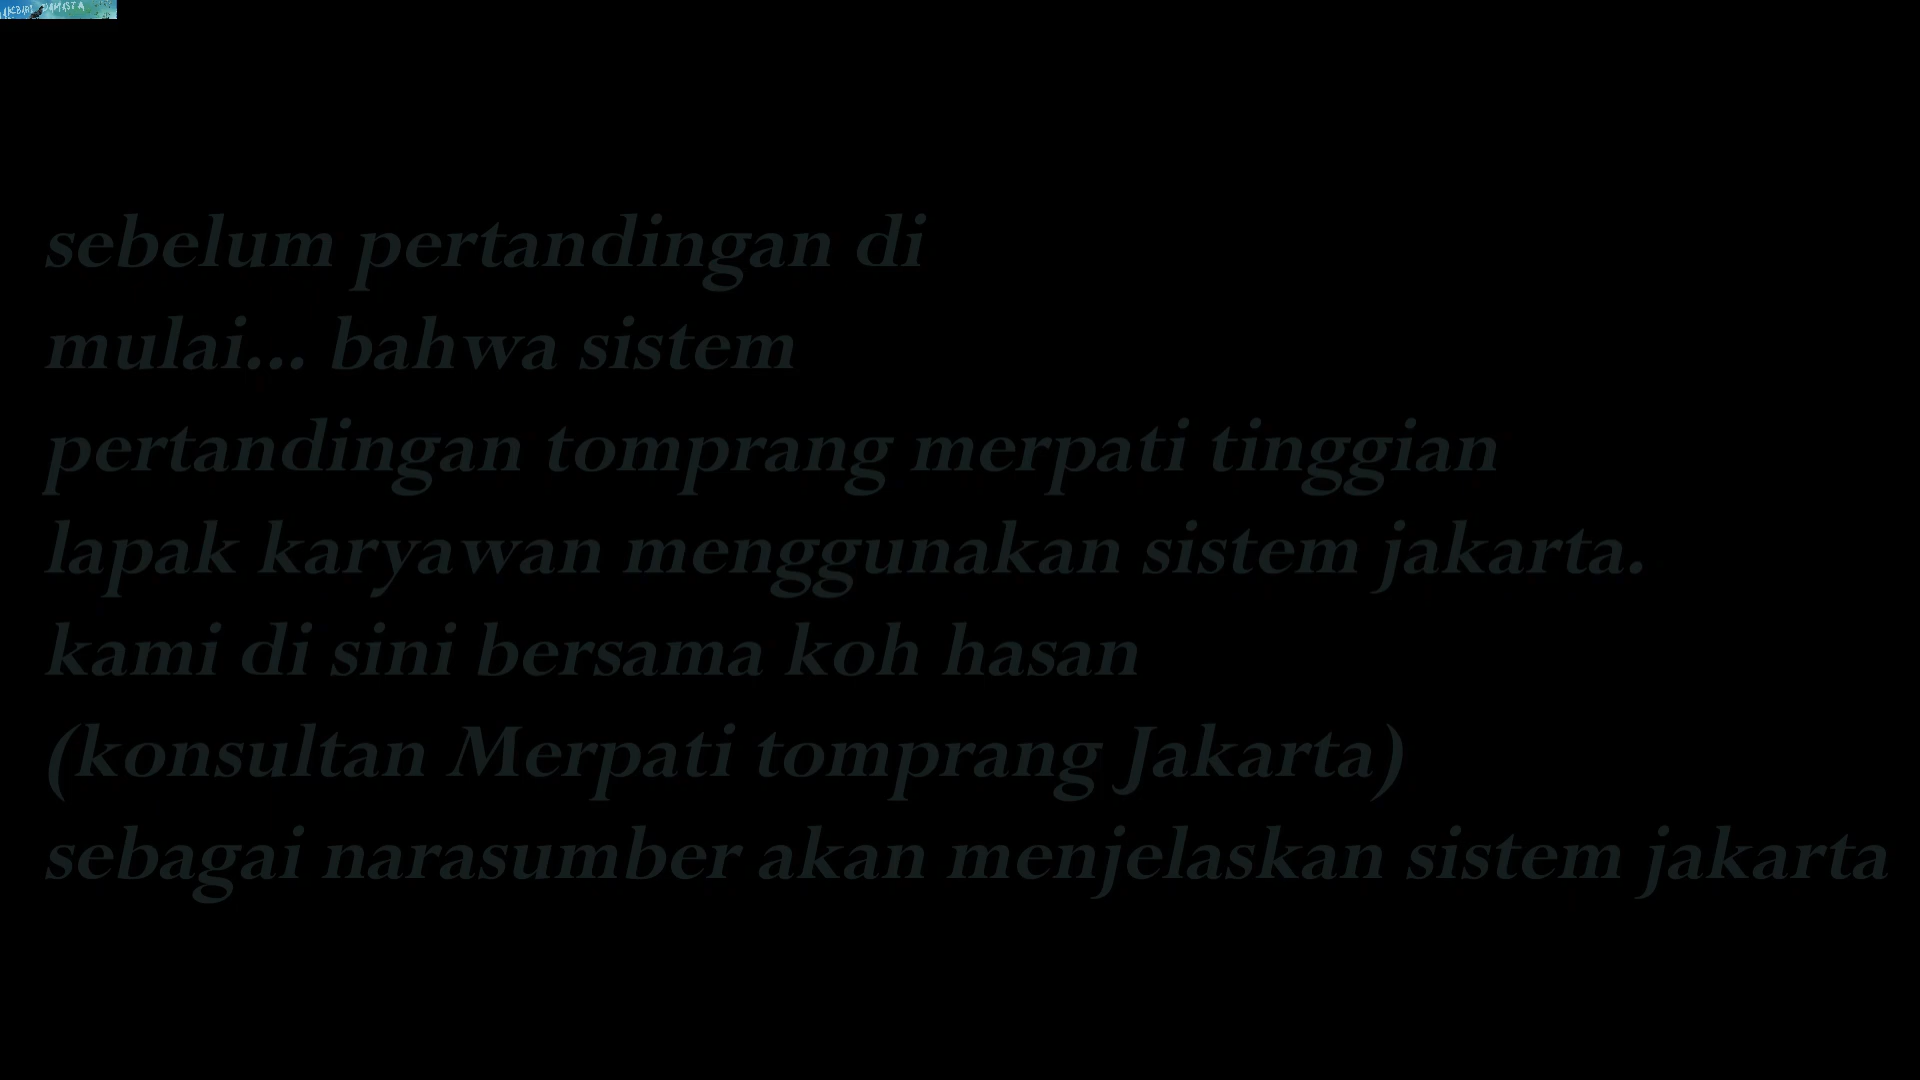 sebelum pertandingan di
mulai... bahwa sistem
pertandingan tomprang merpati tinggian
lapak karyawan menggunakan sistem jakarta.
kami di sini bersama koh hasan
(konsultan Merpati tomprang Jakarta)
sebagai narasumber akan menjelaskan sistem jakarta